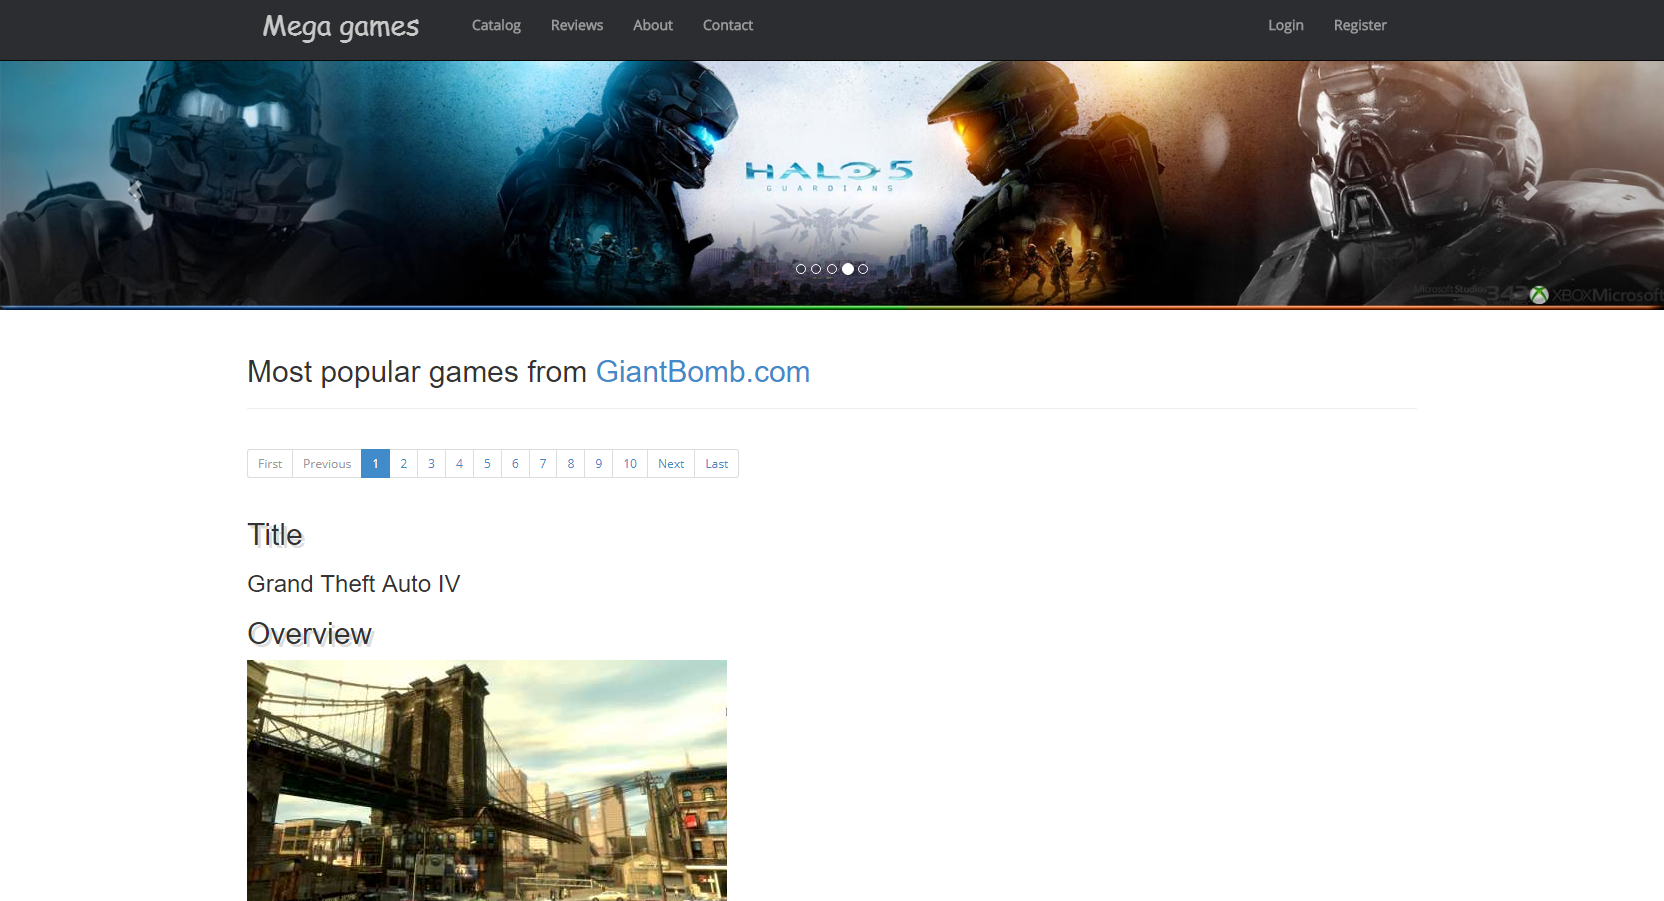 Mega games Catalog Reviews About Contact Login Register
HALO 5
GUARDIANS
Microsoft Studios 343 XBOX Microsoft
Most popular games from GiantBomb.com
First Previous 1 2 3 4 5 6 7 8 9 10 Next Last
Title
Grand Theft Auto IV
Overview